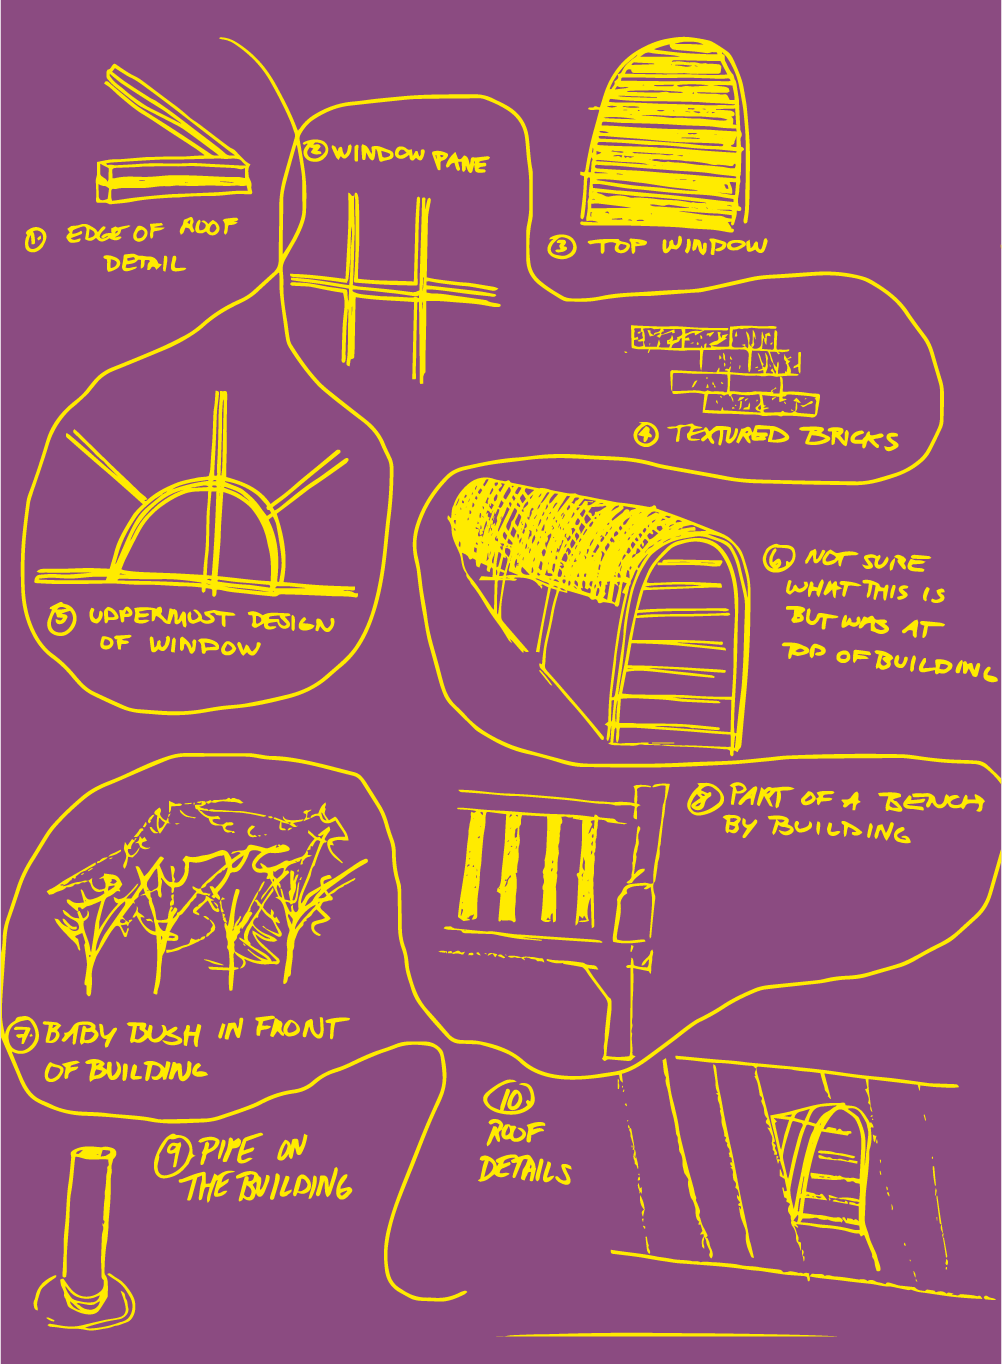 1. EDGE OF ROOF
DETAIL
2 WINDOW PANE
3 TOP WINDOW
4 TEXTURED BRICKS
5 UPPERMOST DESIGN
OF WINDOW
6 NOT SURE
WHAT THIS IS
BUT WAS AT
TOP OF BUILDING
7. BABY BUSH IN FRONT
OF BUILDING
8 PART OF A BENCH
BY BUILDING
9 PIPE ON
THE BUILDING
10
ROOF
DETAILS